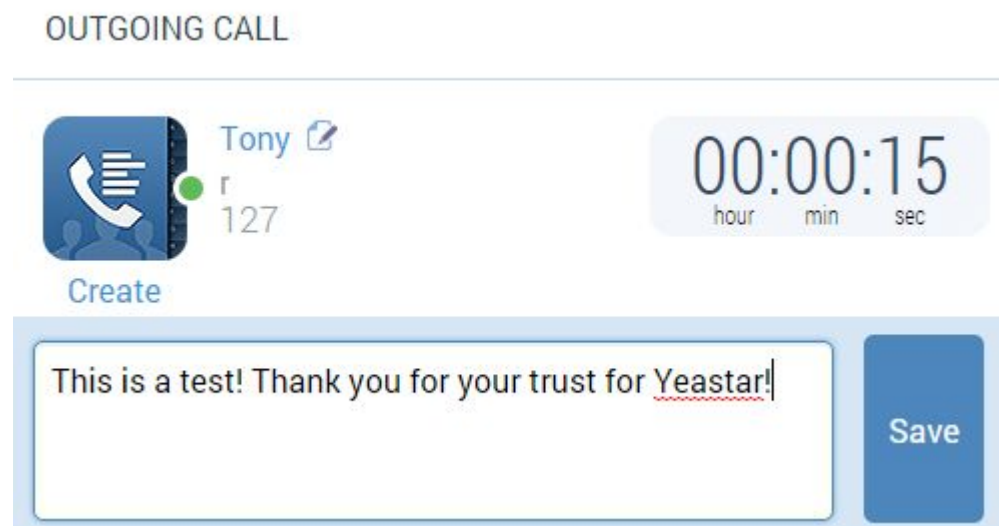 OUTGOING CALL
Tony
r
127
00:00:15
hour min sec
Create
This is a test! Thank you for your trust for Yeastar!
Save